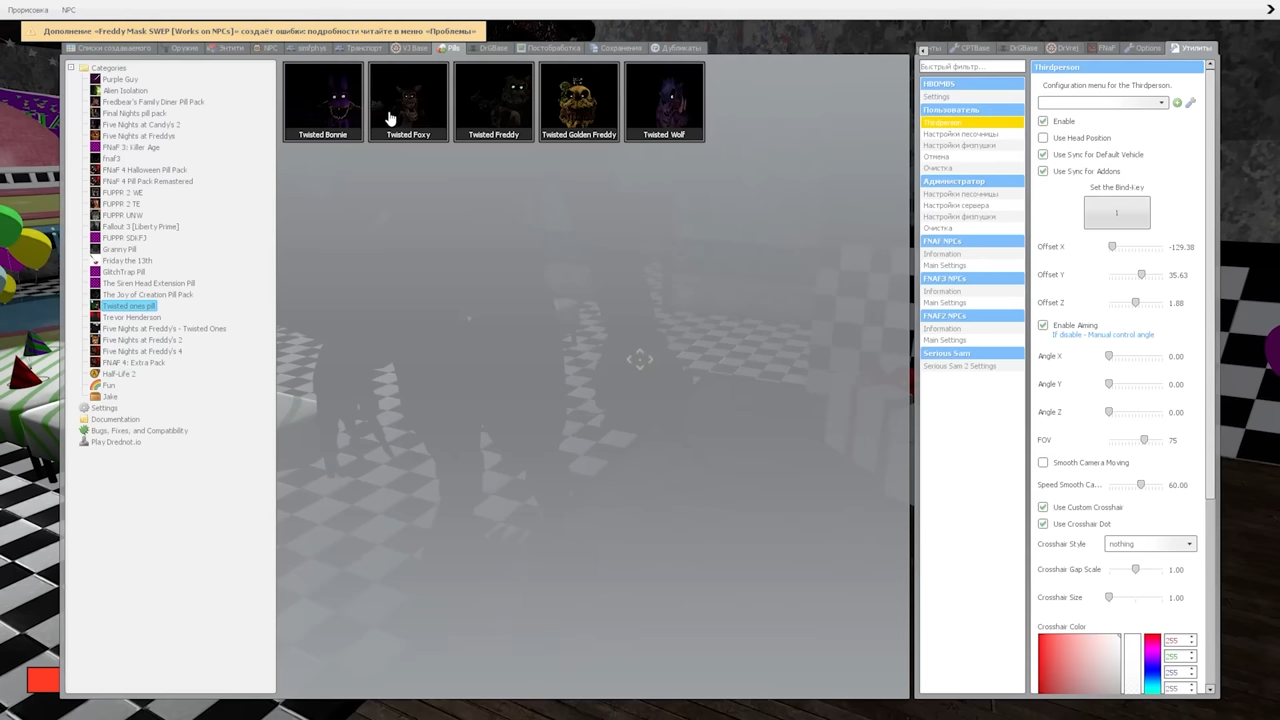 Прорисовка NPC
Дополнение «Freddy Mask SWEP [Works on NPCs]» создаёт ошибки: подробности читайте в меню «Проблемы»
Списки создаваемого Оружие Энтити NPC simfphys Транспорт VJ Base Pills DrGBase Постобработка Сохранения Дубликаты
CPTBase DrGBase Drivej FNaF Options Утилиты
Categories
Purple Guy
Alien Isolation
Fredbear's Family Diner Pill Pack
Final Nights pill pack
Five Nights at Candy's 2
Five Nights at Freddys
FNaF 3: Killer Age
fnaf3
FNaF 4 Halloween Pill Pack
FNaF 4 Pill Pack Remastered
FUPPR 2 WE
FUPPR 2 TE
FUPPR UNW
Fallout 3 [Liberty Prime]
FUPPR SDkFJ
Granny Pill
Friday the 13th
GlitchTrap Pill
The Siren Head Extension Pill
The Joy of Creation Pill Pack
Twisted ones pill
Trevor Henderson
Five Nights at Freddy's - Twisted Ones
Five Nights at Freddy's 2
Five Nights at Freddy's 4
FNAF 4: Extra Pack
Half-Life 2
Fun
Jake
Settings
Documentation
Bugs, Fixes, and Compatibility
Play Drednot.io
Twisted Bonnie Twisted Foxy Twisted Freddy Twisted Golden Freddy Twisted Wolf
Быстрый фильтр...
HBOMBS
Settings
Пользователь
Thirdperson
Настройки песочницы
Настройки физпушки
Отмена
Очистка
Администратор
Настройки песочницы
Настройки сервера
Настройки физпушки
Очистка
FNAF NPCs
Information
Main Settings
FNAF3 NPCs
Information
Main Settings
FNAF2 NPCs
Information
Main Settings
Serious Sam
Serious Sam 2 Settings
Thirdperson
Configuration menu for the Thirdperson.
Enable
Use Head Position
Use Sync for Default Vehicle
Use Sync for Addons
Set the Bind-Key
Offset X -129.38
Offset Y 35.63
Offset Z 1.88
Enable Aiming
If disable - Manual control angle
Angle X 0.00
Angle Y 0.00
Angle Z 0.00
FOV 75
Smooth Camera Moving
Speed Smooth Ca... 60.00
Use Custom Crosshair
Use Crosshair Dot
Crosshair Style nothing
Crosshair Gap Scale 1.00
Crosshair Size 1.00
Crosshair Color
255
255
255
255